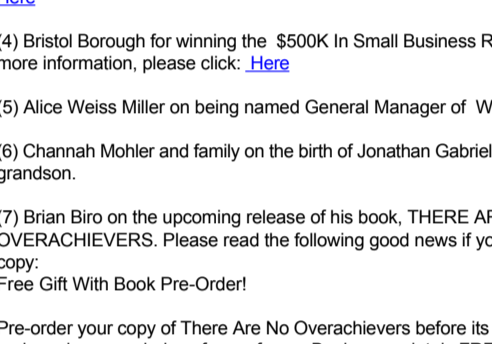 Here
(4) Bristol Borough for winning the $500K In Small Business R
more information, please click: Here
(5) Alice Weiss Miller on being named General Manager of W
(6) Channah Mohler and family on the birth of Jonathan Gabriel
grandson.
(7) Brian Biro on the upcoming release of his book, THERE AR
OVERACHIEVERS. Please read the following good news if yo
copy:
Free Gift With Book Pre-Order!
Pre-order your copy of There Are No Overachievers before its